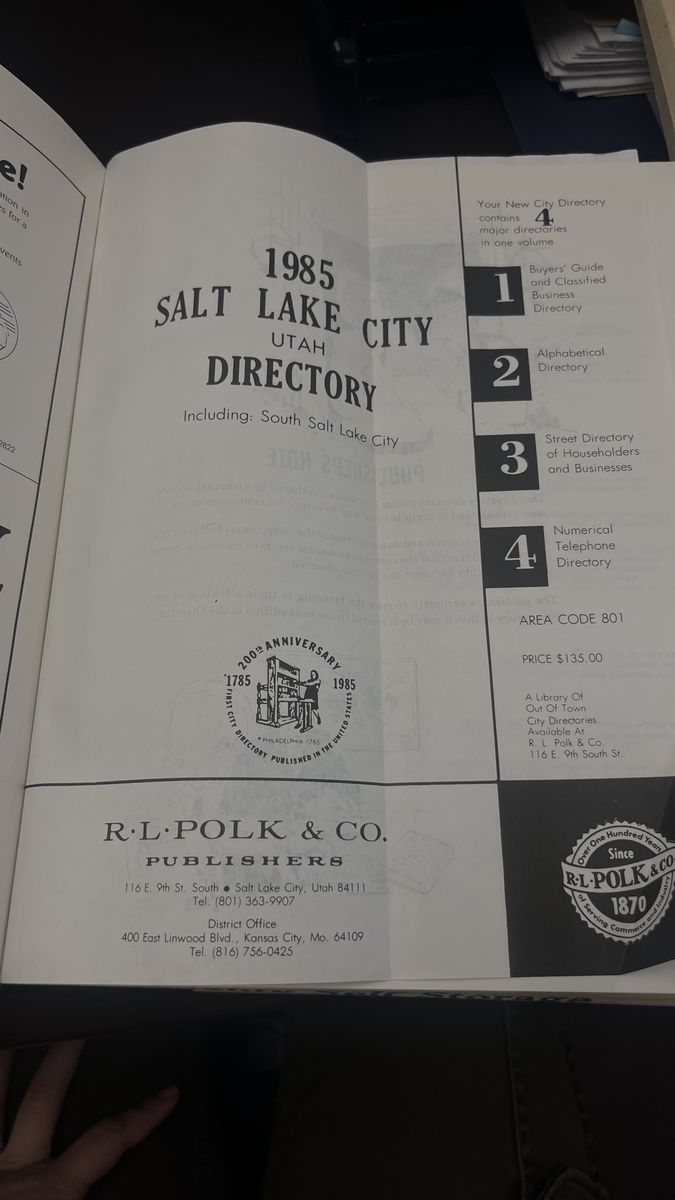 e!
ation in
s for a
vents
2822
1985
SALT LAKE CITY
UTAH
DIRECTORY
Including: South Salt Lake City
200th ANNIVERSARY
1785
1985
PHILADELPHIA 1785
FIRST CITY DIRECTORY PUBLISHED IN THE UNITED STATES
R·L·POLK & CO.
PUBLISHERS
116 E. 9th St. South ● Salt Lake City, Utah 84111
Tel. (801) 363-9907
District Office
400 East Linwood Blvd., Kansas City, Mo. 64109
Tel. (816) 756-0425
Your New City Directory
contains 4
major directories
in one volume
1
Buyers' Guide
and Classified
Business
Directory
2
Alphabetical
Directory
3
Street Directory
of Householders
and Businesses
4
Numerical
Telephone
Directory
AREA CODE 801
PRICE $135.00
A Library Of
Out Of Town
City Directories
Available At
R. L. Polk & Co.
116 E. 9th South St.
Over One Hundred Year
Since
R·L·POLK & CO
1870
of Serving Commerce and Industry